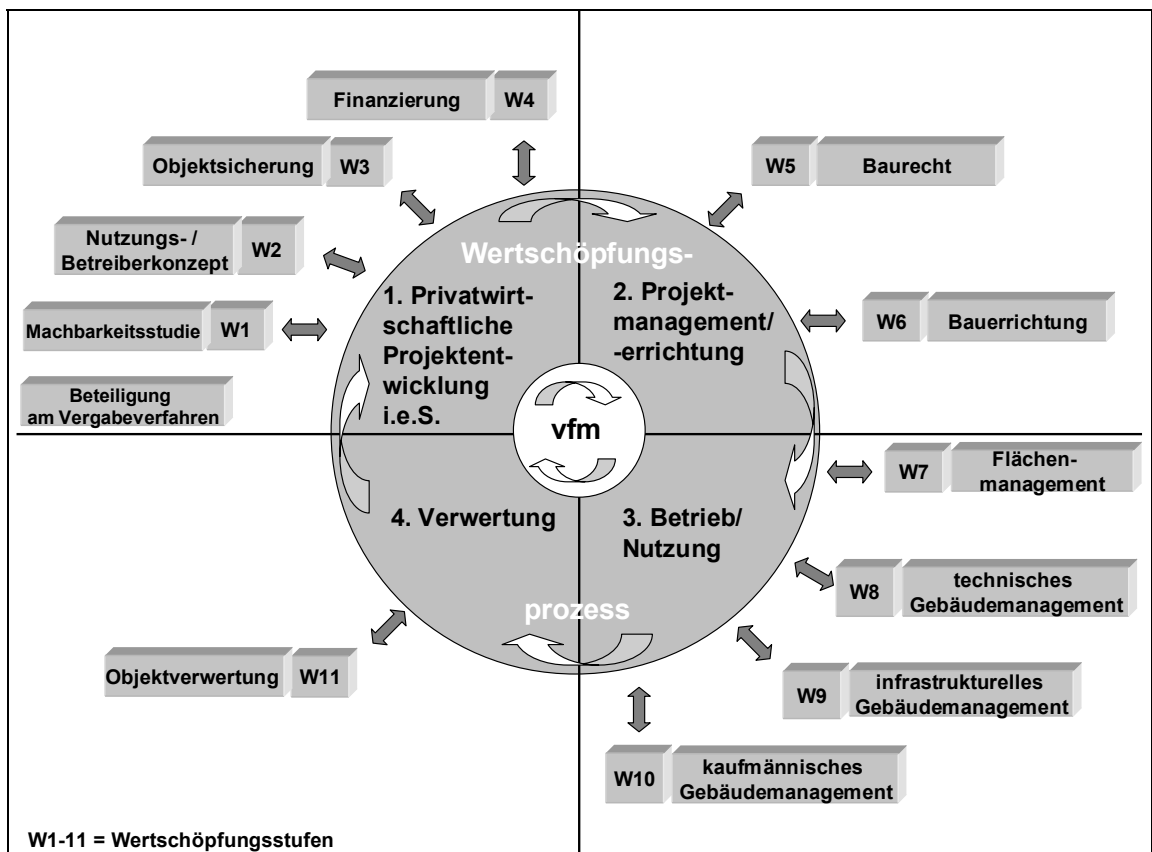 Finanzierung W4
Objektsicherung W3
Nutzungs- /
Betreiberkonzept
W2
Machbarkeitsstudie W1
Beteiligung
am Vergabeverfahren
W5 Baurecht
W6 Bauerrichtung
Wertschöpfungs-
1. Privatwirt-
schaftliche
Projektent-
wicklung
i.e.S.
2. Projekt-
management/
-errichtung
vfm
4. Verwertung
3. Betrieb/
Nutzung
prozess
W7
Flächen-
management
W8
technisches
Gebäudemanagement
W9
infrastrukturelles
Gebäudemanagement
W10
kaufmännisches
Gebäudemanagement
Objektverwertung W11
W1-11 = Wertschöpfungsstufen